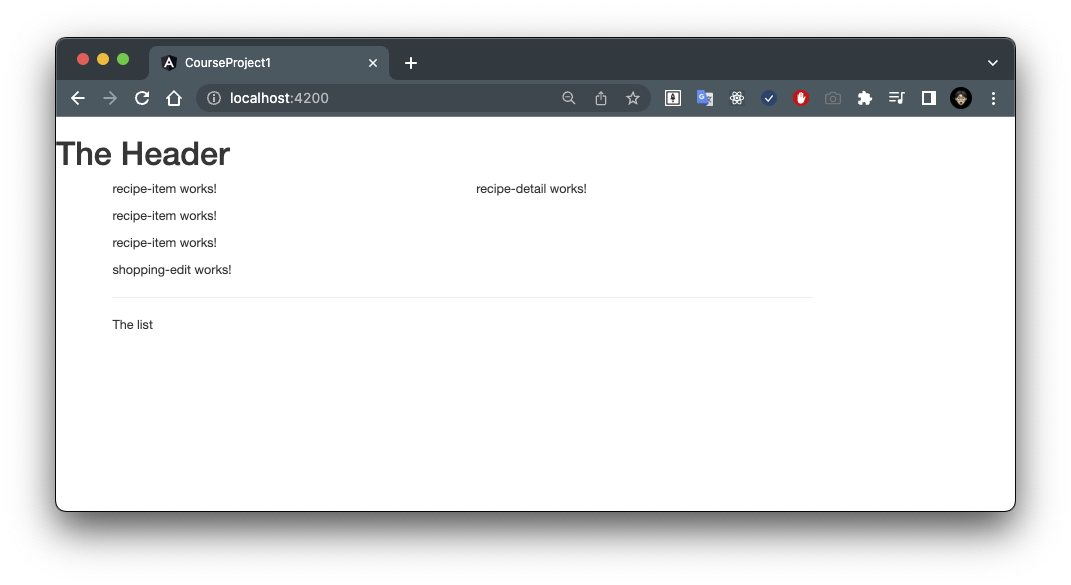 CourseProject1
localhost:4200
The Header
recipe-item works!
recipe-detail works!
recipe-item works!
recipe-item works!
shopping-edit works!
The list